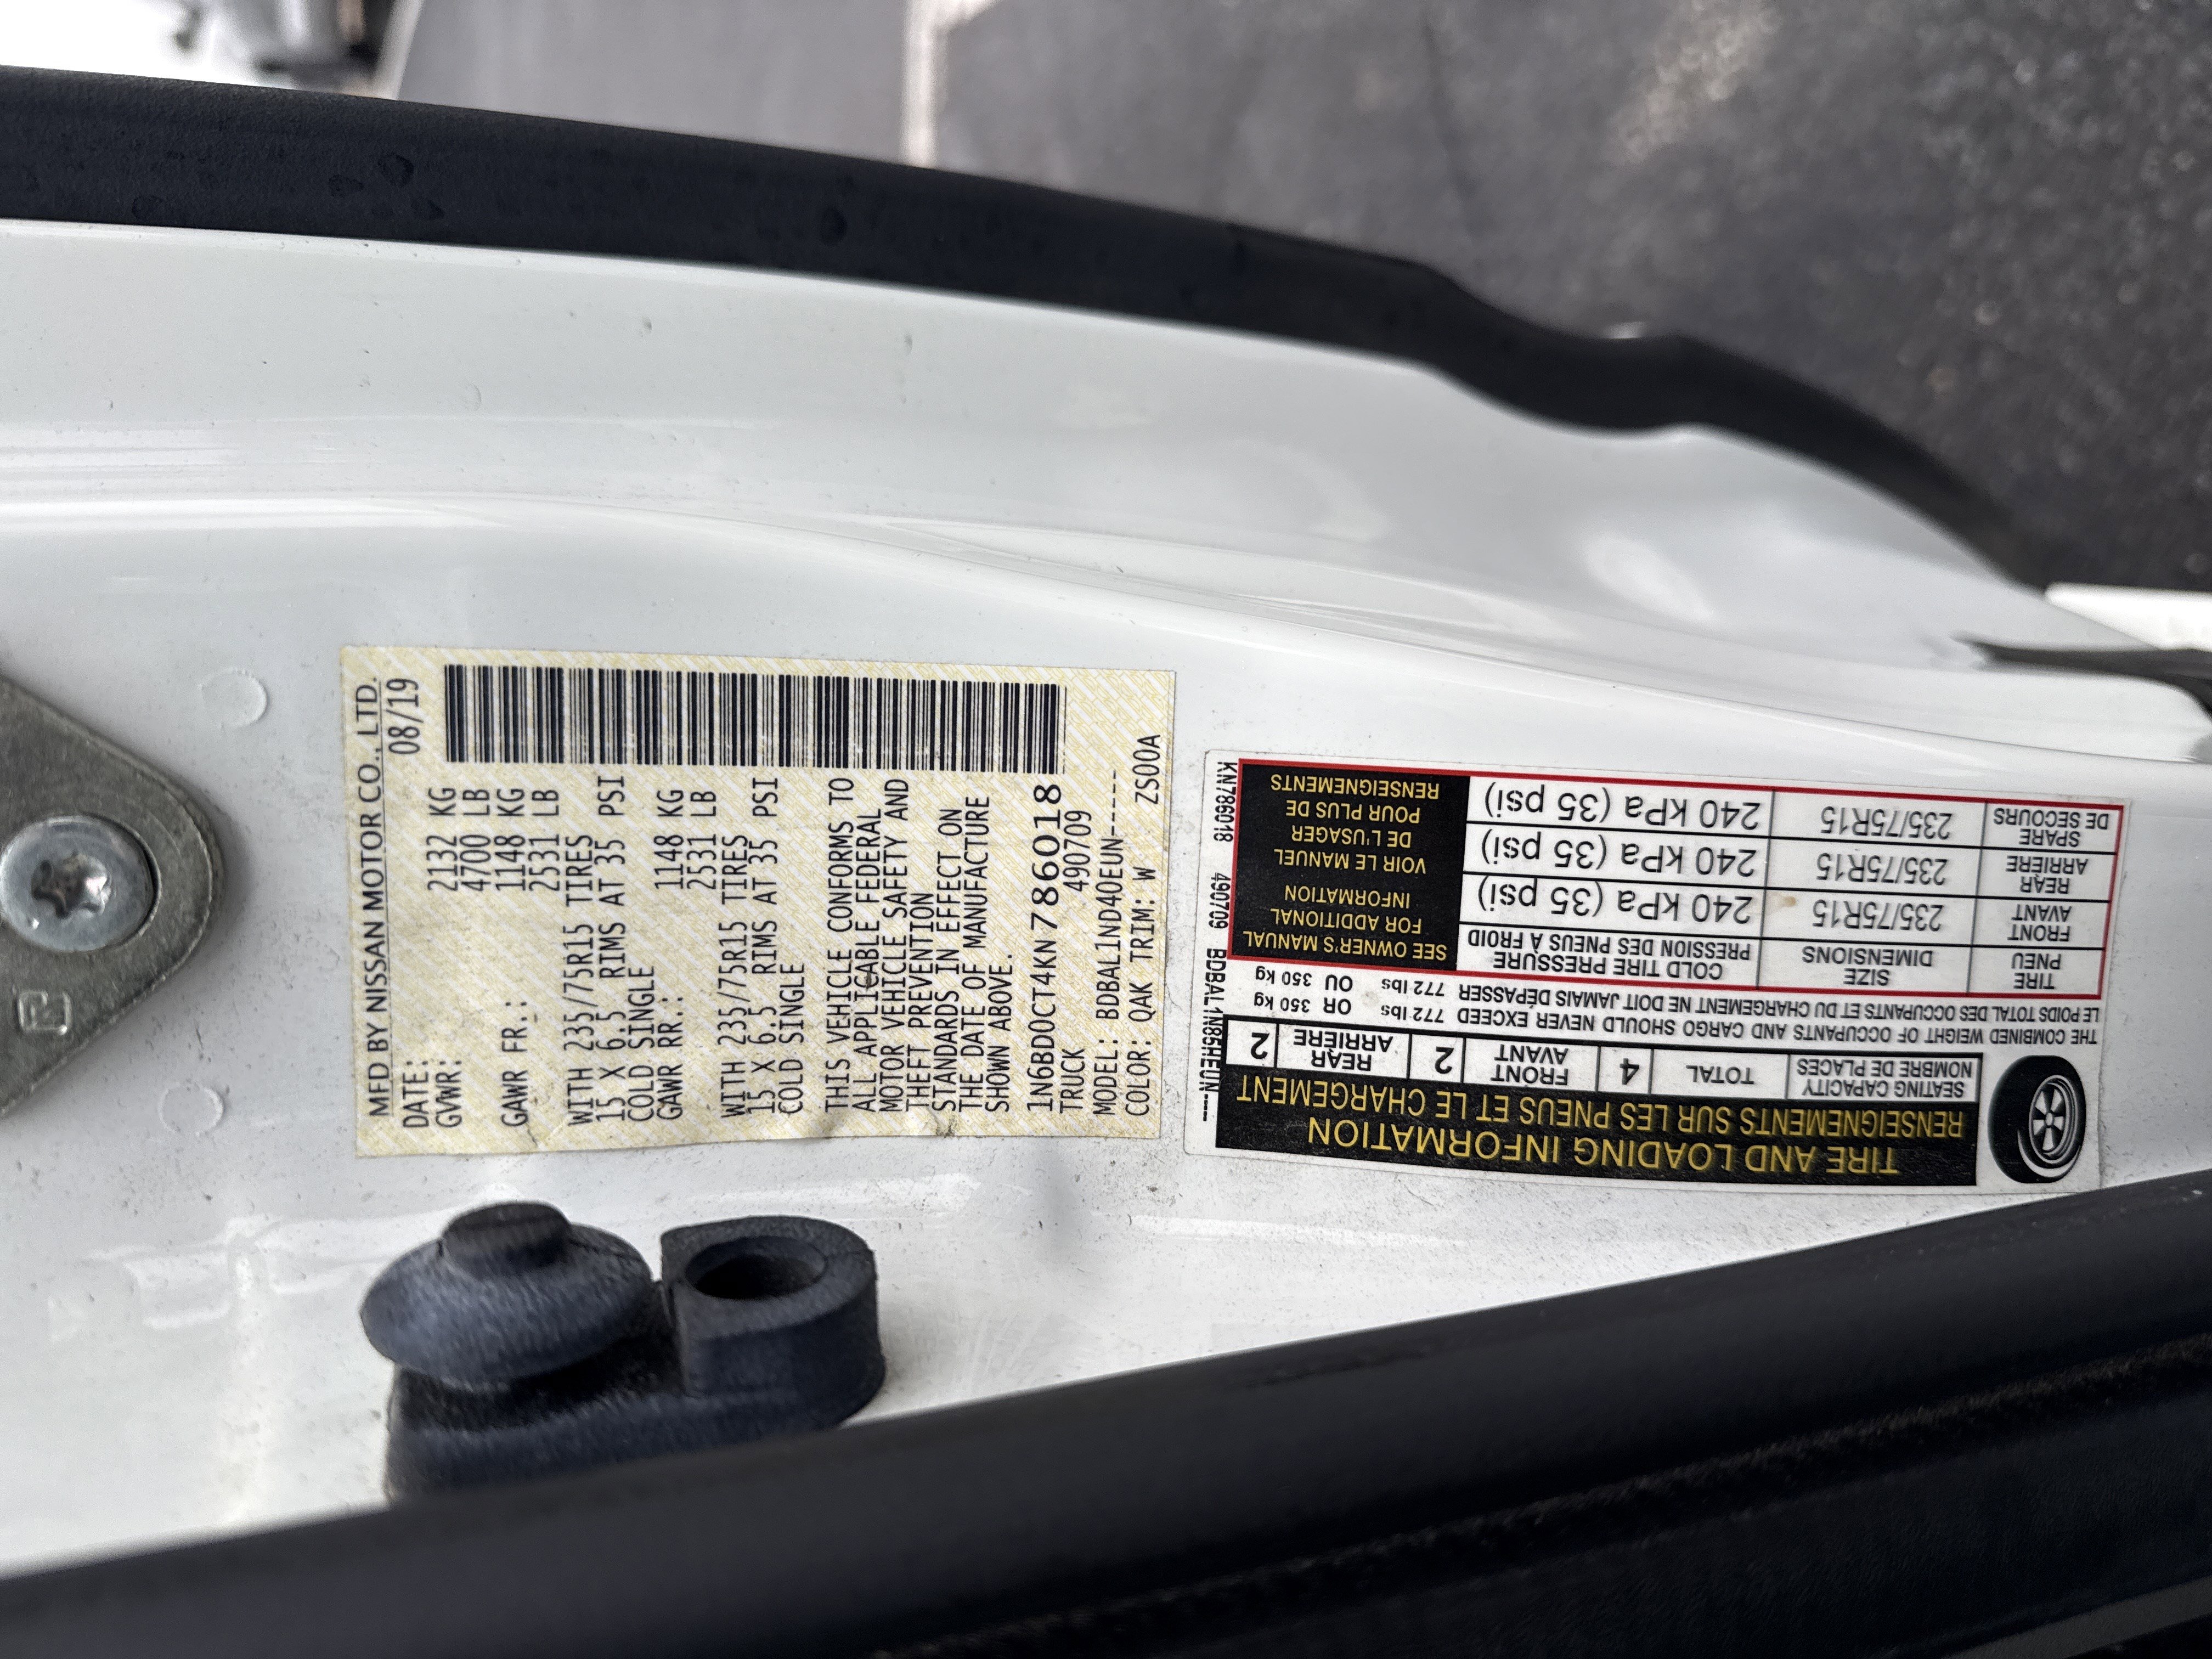 MFD BY NISSAN MOTOR CO., LTD.
DATE: 08/19
GVWR: 2132 KG
4700 LB
GAWR FR.: 1148 KG
2531 LB
WITH 235/75R15 TIRES
15 X 6.5 RIMS AT 35 PSI
COLD SINGLE
GAWR RR.: 1148 KG
2531 LB
WITH 235/75R15 TIRES
15 X 6.5 RIMS AT 35 PSI
COLD SINGLE
THIS VEHICLE CONFORMS TO
ALL APPLICABLE FEDERAL
MOTOR VEHICLE SAFETY AND
THEFT PREVENTION
STANDARDS IN EFFECT ON
THE DATE OF MANUFACTURE
SHOWN ABOVE.
1N6BD0CT4KN786018
TRUCK 490709
MODEL: BDBAL1ND40EUN-----
COLOR: QAK TRIM: W ZS00A
TIRE AND LOADING INFORMATION
RENSEIGNEMENTS SUR LES PNEUS ET LE CHARGEMENT
SEATING CAPACITY TOTAL 4 FRONT 2 REAR 2
NOMBRE DE PLACES AVANT ARRIÈRE
THE COMBINED WEIGHT OF OCCUPANTS AND CARGO SHOULD NEVER EXCEED 772 lbs OR 350 kg
LE POIDS TOTAL DES OCCUPANTS ET DU CHARGEMENT NE DOIT JAMAIS DÉPASSER 772 lbs OU 350 kg
TIRE SIZE COLD TIRE PRESSURE
PNEU DIMENSIONS PRESSION DES PNEUS À FROID
FRONT 235/75R15 240 kPa (35 psi)
AVANT
REAR 235/75R15 240 kPa (35 psi)
ARRIÈRE
SPARE 235/75R15 240 kPa (35 psi)
DE SECOURS
SEE OWNER'S MANUAL
FOR ADDITIONAL
INFORMATION
VOIR LE MANUEL
DE L'USAGER
POUR PLUS DE
RENSEIGNEMENTS
KN786018 490709 BDBAL1N85HEUN----